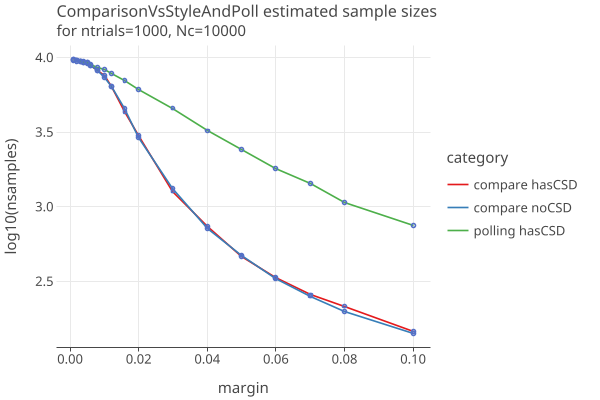 ComparisonVsStyleAndPoll estimated sample sizes
for ntrials=1000, Nc=10000
log10(nsamples)
4.0
3.5
3.0
2.5
0.00 0.02 0.04 0.06 0.08 0.10
margin
category
compare hasCSD
compare noCSD
polling hasCSD